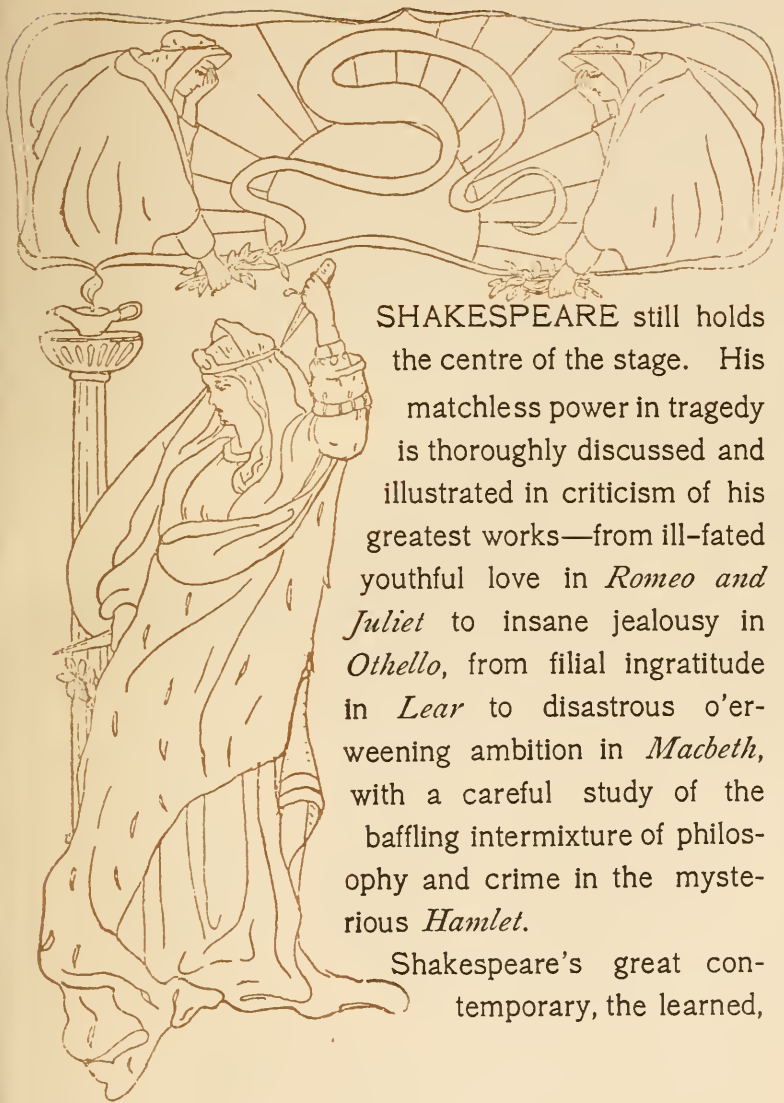 SHAKESPEARE still holds
the centre of the stage. His
matchless power in tragedy
is thoroughly discussed and
illustrated in criticism of his
greatest works—from ill-fated
youthful love in Romeo and
Juliet to insane jealousy in
Othello, from filial ingratitude
in Lear to disastrous o'er-
weening ambition in Macbeth,
with a careful study of the
baffling intermixture of philos-
ophy and crime in the myste-
rious Hamlet.
Shakespeare's great con-
temporary, the learned,